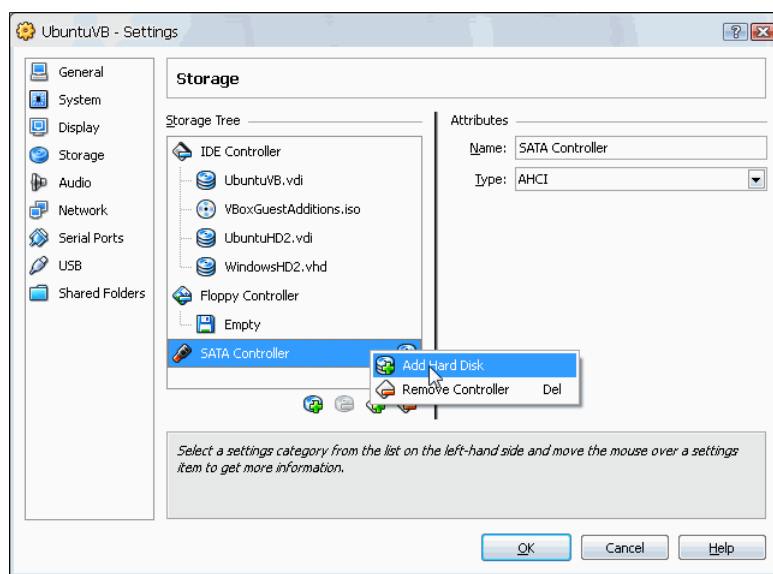 UbuntuVB - Settings
General
System
Display
Storage
Audio
Network
Serial Ports
USB
Shared Folders
Storage
Storage Tree
IDE Controller
UbuntuVB.vdi
VBoxGuestAdditions.iso
UbuntuHD2.vdi
WindowsHD2.vhd
Floppy Controller
Empty
SATA Controller
Add Hard Disk
Remove Controller Del
Attributes
Name: SATA Controller
Type: AHCI
Select a settings category from the list on the left-hand side and move the mouse over a settings
item to get more information.
OK Cancel Help